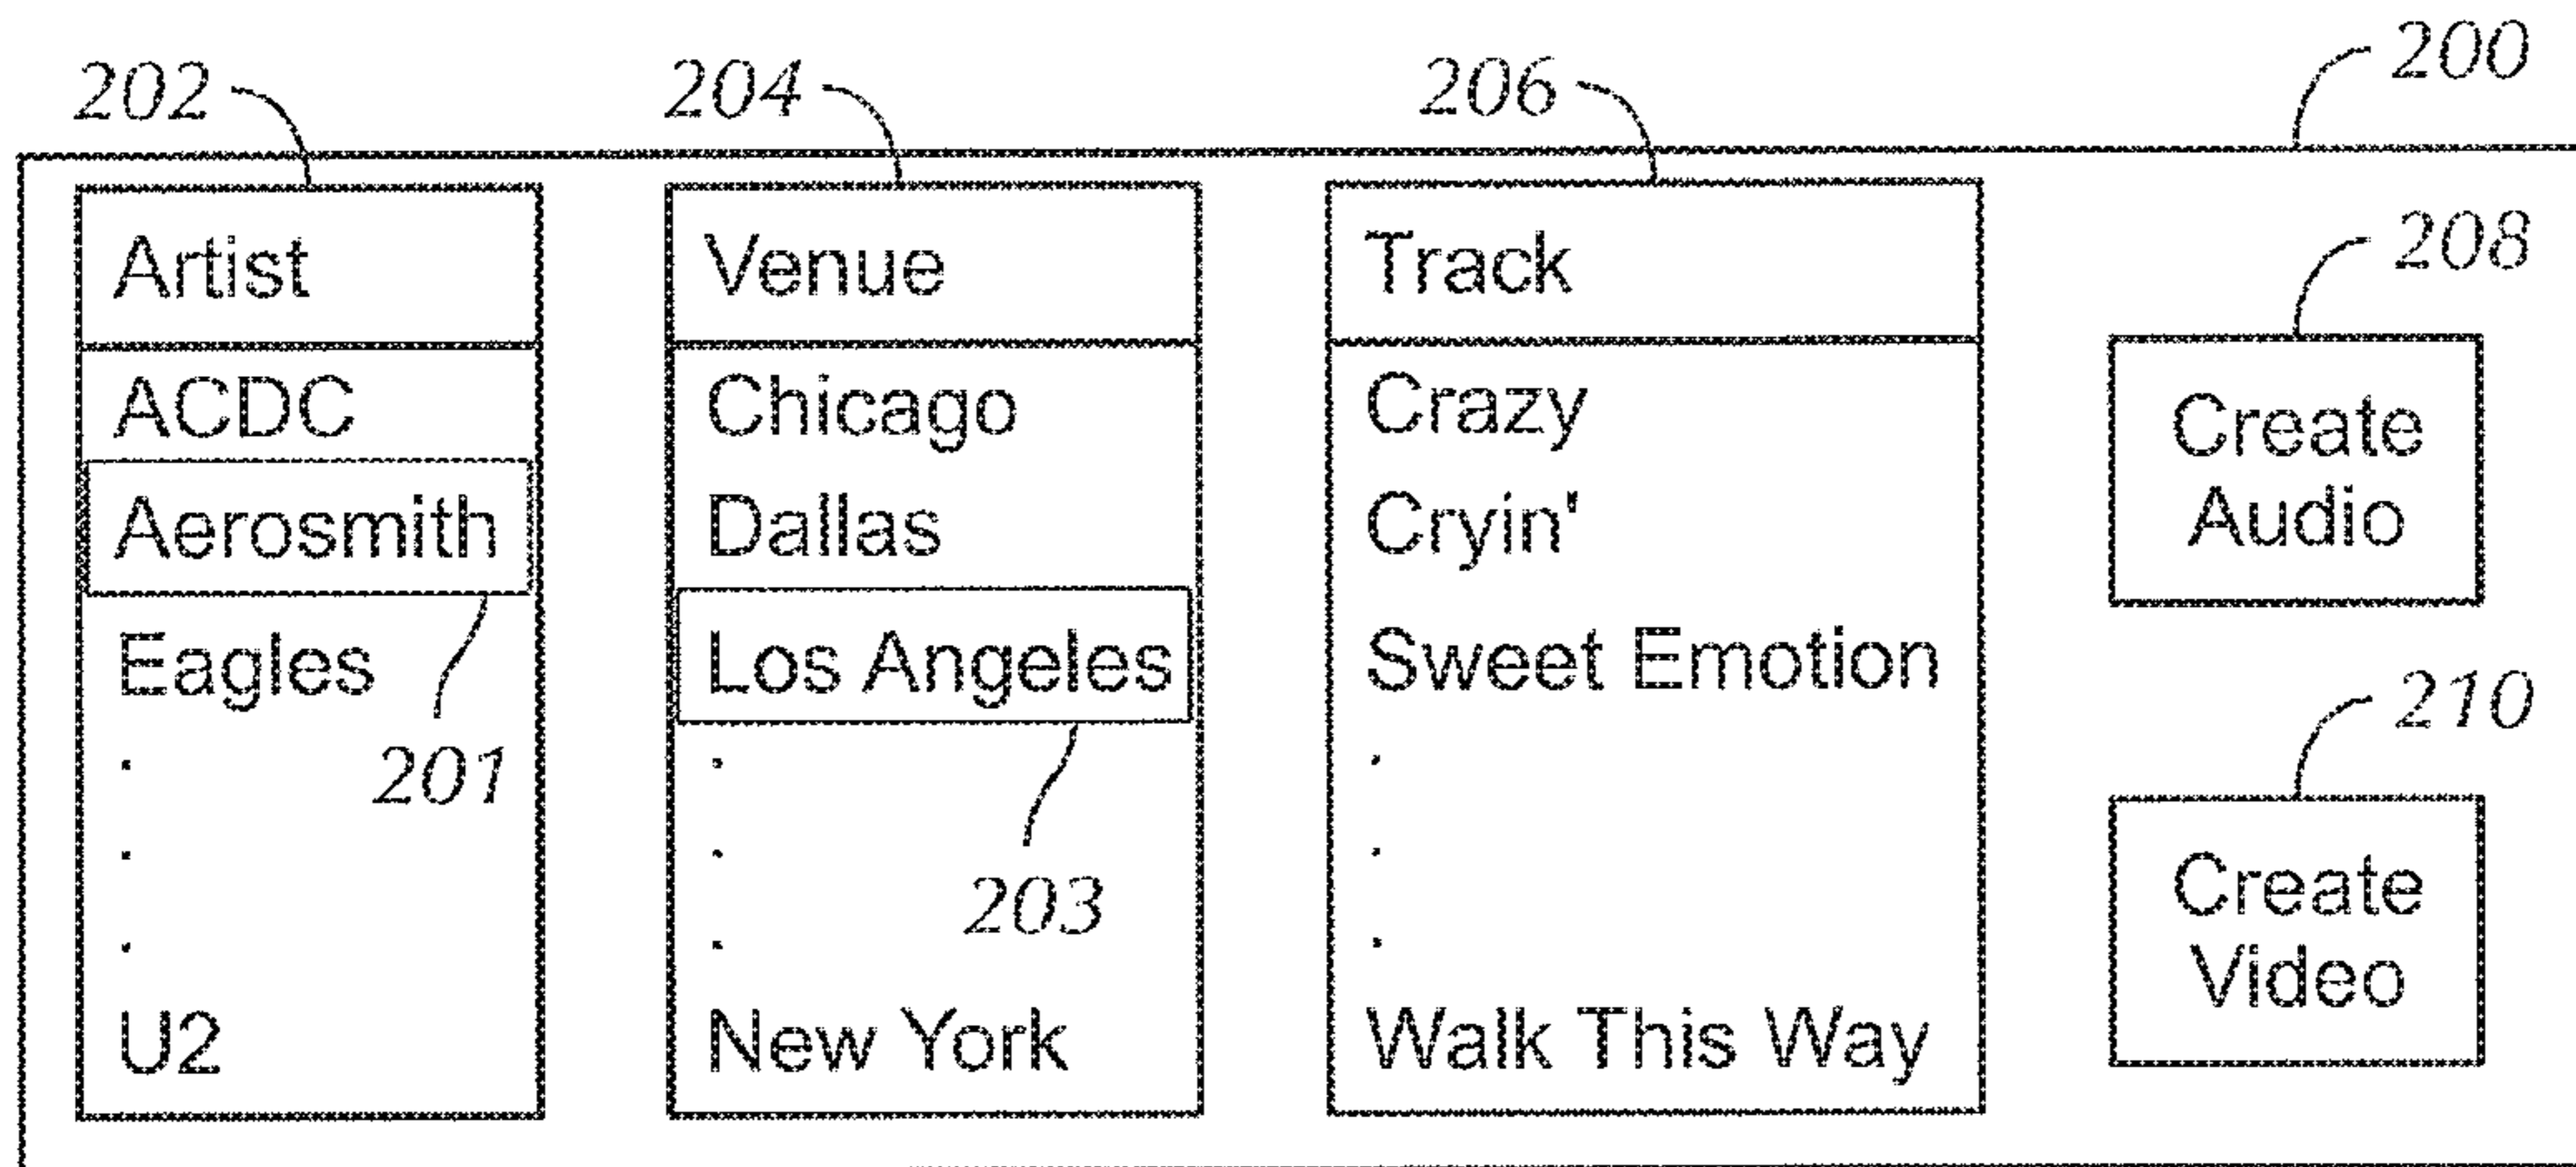 202 204 206 200
Artist Venue Track 208
ACDC Chicago Crazy Create
Aerosmith Dallas Cryin' Audio
Eagles Los Angeles Sweet Emotion 210
. 201 . .
. . . Create
203
. . . Video
U2 New York Walk This Way